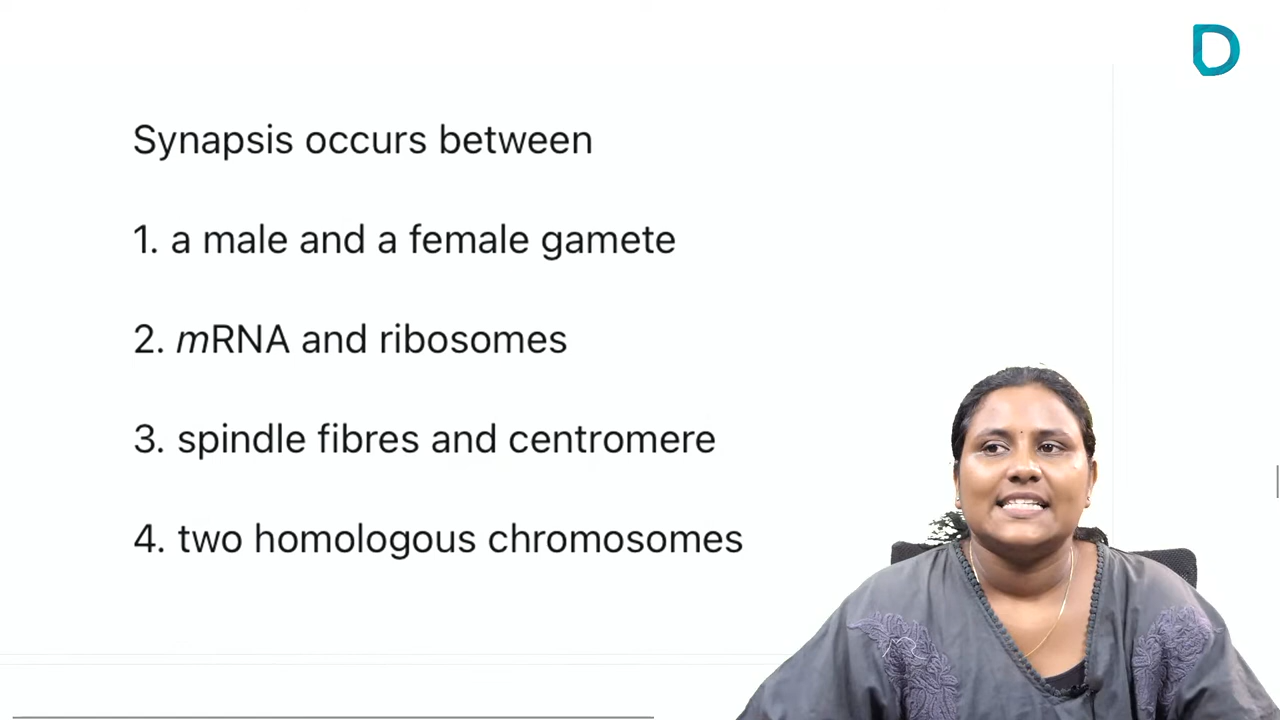 D
Synapsis occurs between
1. a male and a female gamete
2. mRNA and ribosomes
3. spindle fibres and centromere
4. two homologous chromosomes